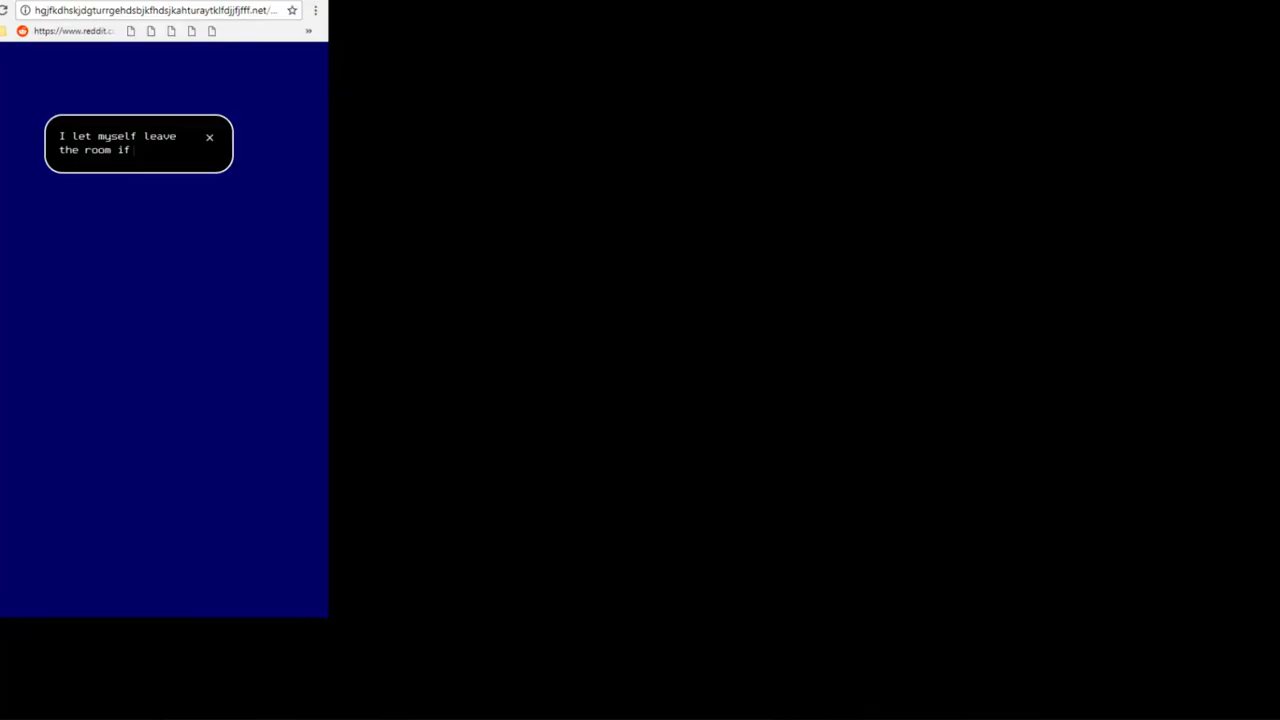 hgjfkdhskjdgturrgehdsbjkfhdsjkahturaytklfdjjfjfff.net/...
https://www.reddit.c
I let myself leave
the room if